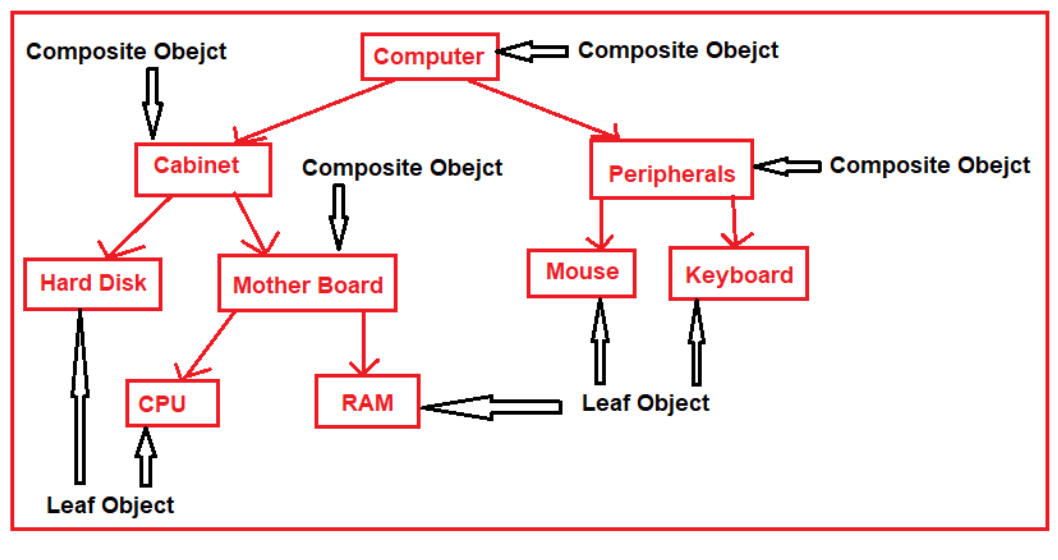 Composite Obejct
Computer
Composite Obejct
Cabinet
Composite Obejct
Peripherals
Composite Obejct
Hard Disk
Mother Board
Mouse
Keyboard
CPU
RAM
Leaf Object
Leaf Object